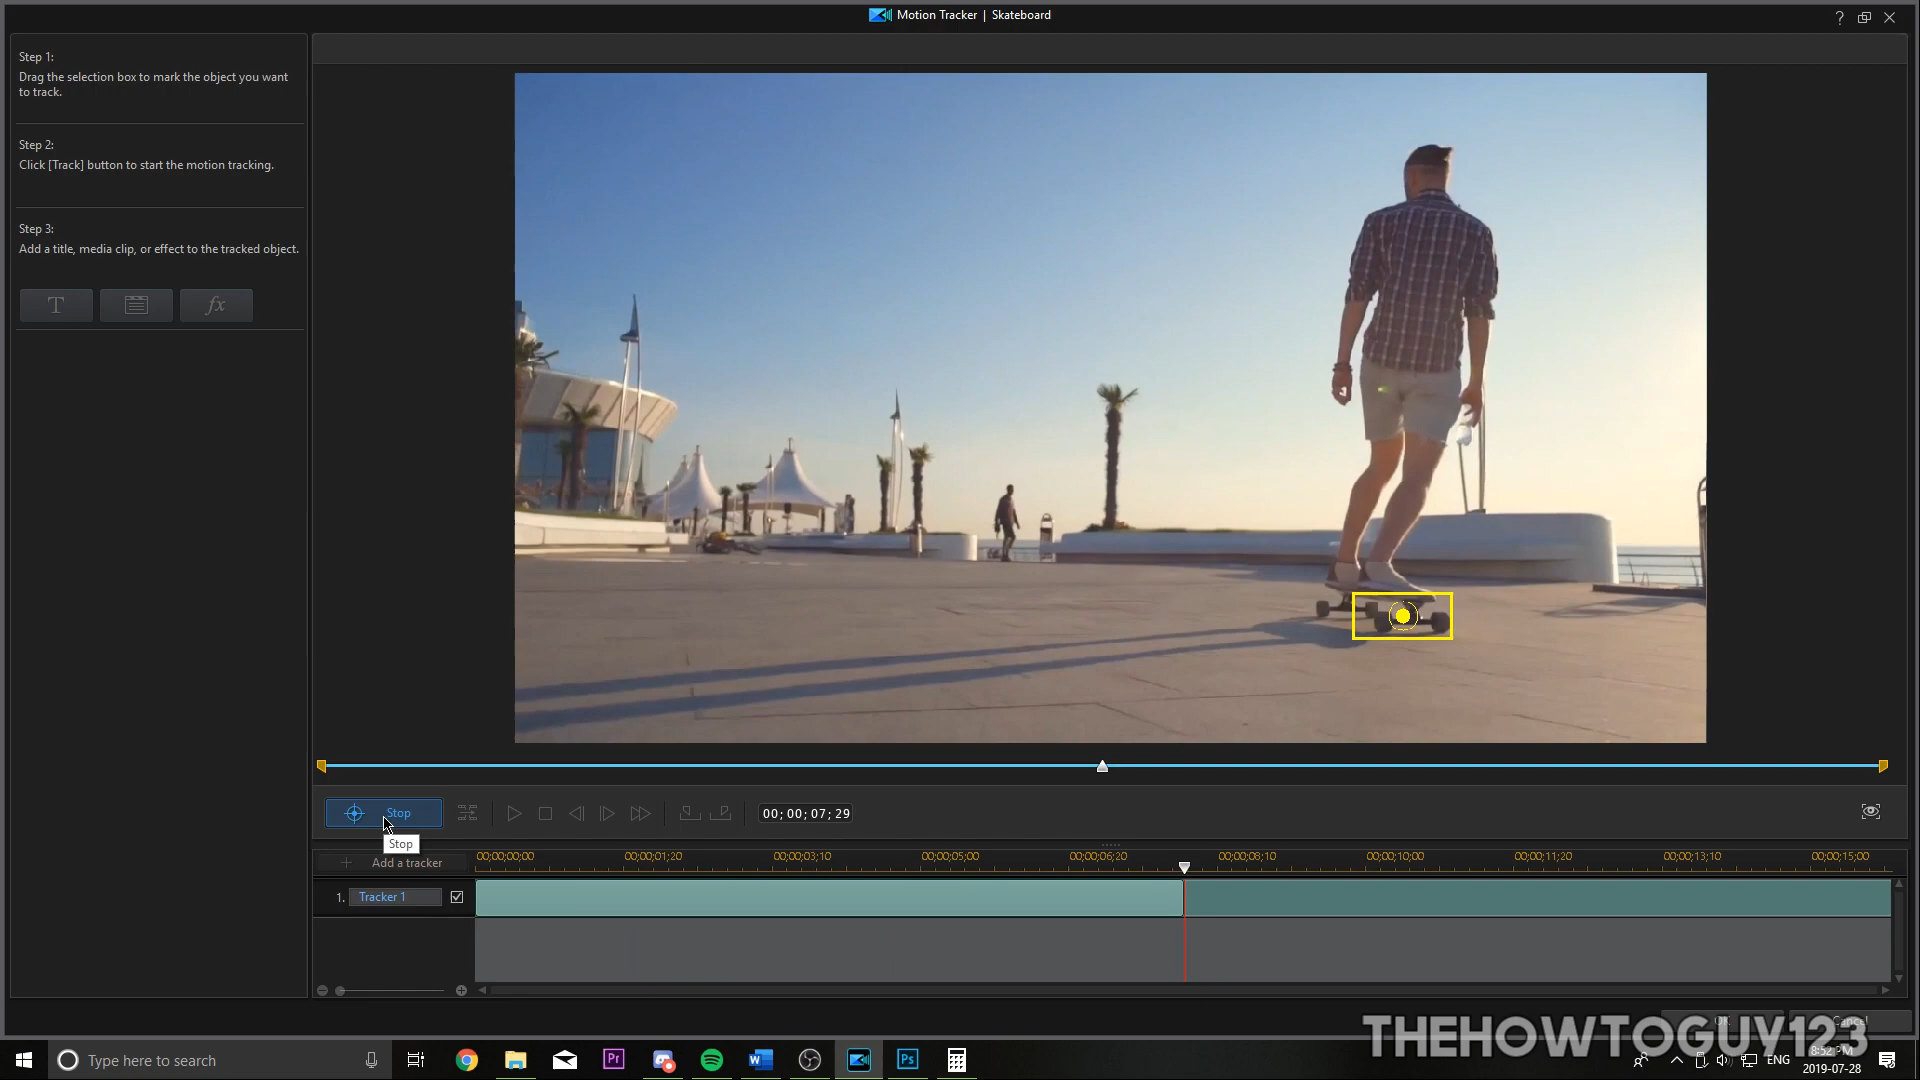 Motion Tracker | Skateboard
Step 1:
Drag the selection box to mark the object you want
to track.
Step 2:
Click [Track] button to start the motion tracking.
Step 3:
Add a title, media clip, or effect to the tracked object.
T
fx
Stop
00; 00; 07; 29
Stop
Add a tracker
00;00;00;00
00;00;01;20
00;00;03;10
00;00;05;00
00;00;06;20
00;00;08;10
00;00;10;00
00;00;11;20
00;00;13;10
00;00;15;00
1. Tracker 1
OK
Cancel
THEHOWTOGUY123
Type here to search
Pr
W
Ps
ENG
8:52 PM
2019-07-28